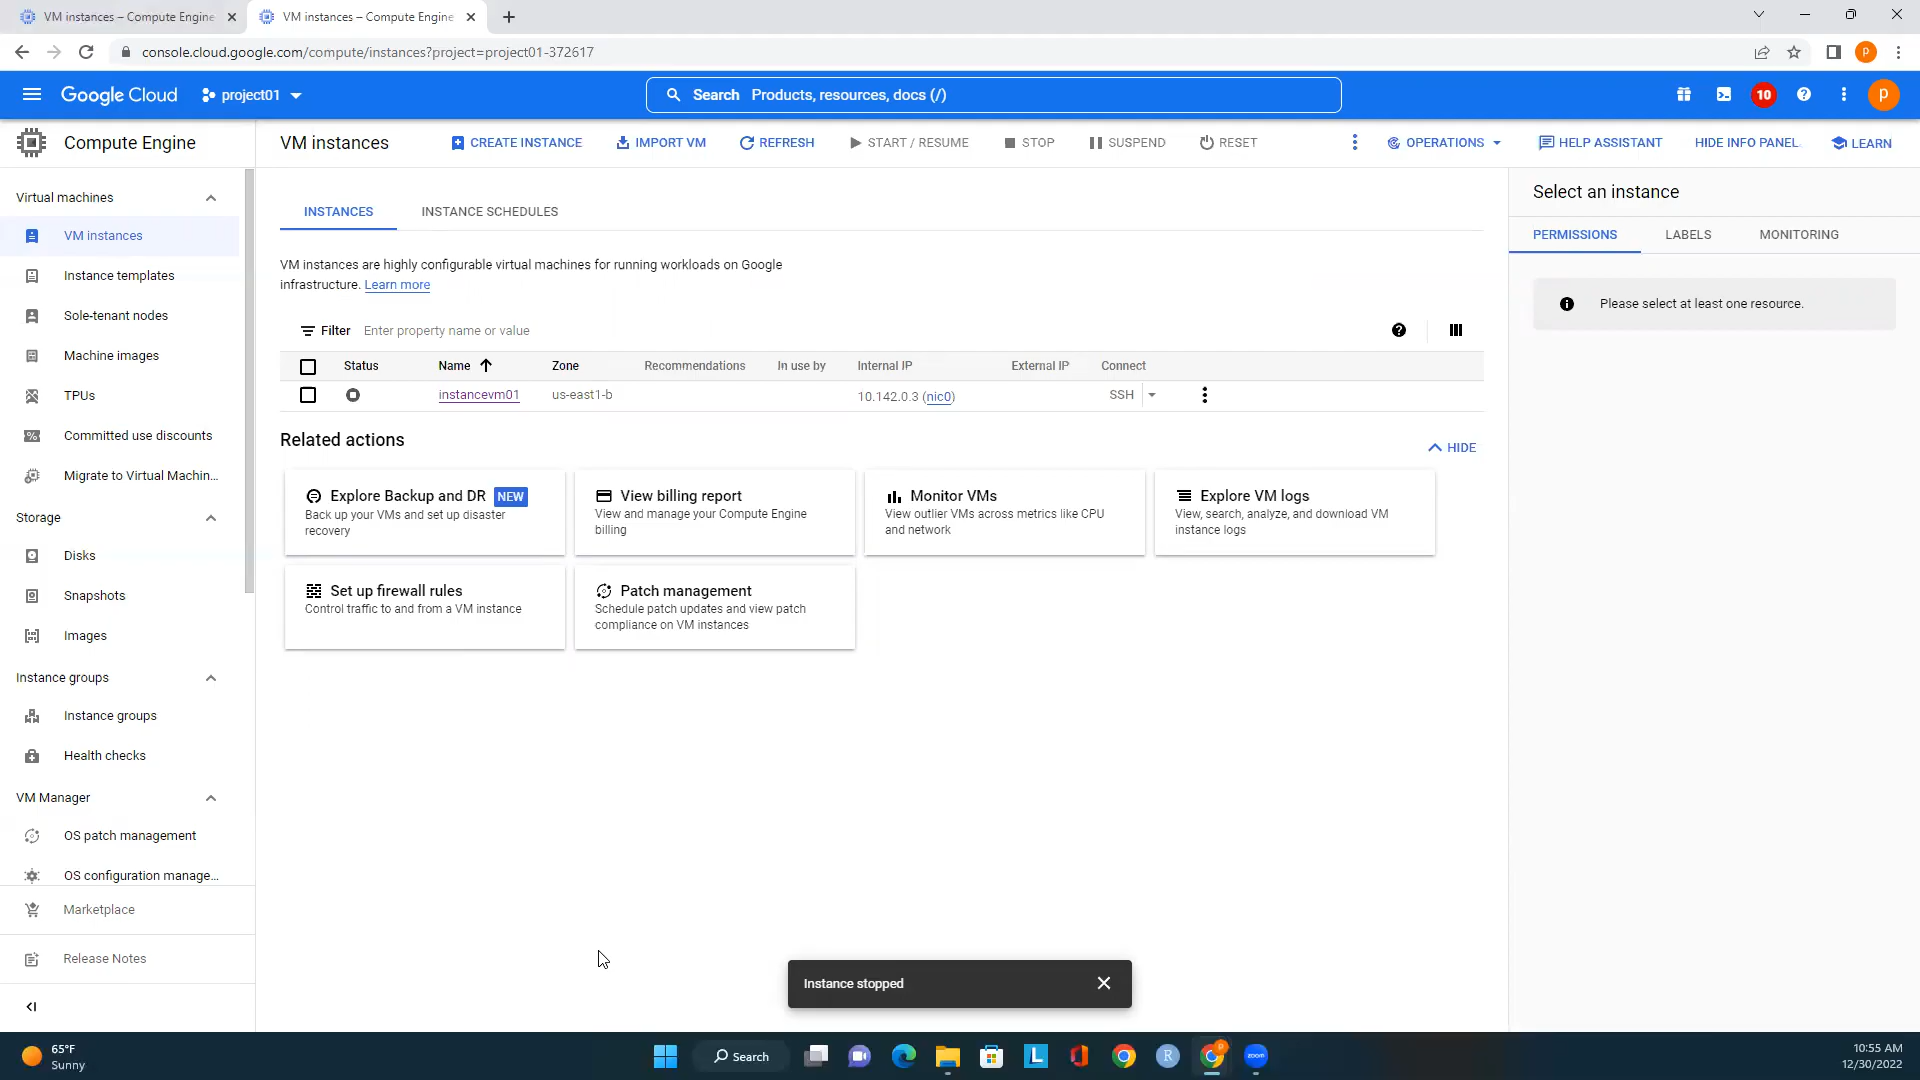 VM instances – Compute Engine
VM instances – Compute Engine
console.cloud.google.com/compute/instances?project=project01-372617
P
Google Cloud
project01
Search Products, resources, docs (/)
10
p
Compute Engine
VM instances
CREATE INSTANCE
IMPORT VM
REFRESH
START / RESUME
STOP
SUSPEND
RESET
OPERATIONS
HELP ASSISTANT
HIDE INFO PANEL
LEARN
Virtual machines
VM instances
Instance templates
Sole-tenant nodes
Machine images
TPUs
Committed use discounts
Migrate to Virtual Machin...
Storage
Disks
Snapshots
Images
Instance groups
Instance groups
Health checks
VM Manager
OS patch management
OS configuration manage...
Marketplace
Release Notes
INSTANCES
INSTANCE SCHEDULES
VM instances are highly configurable virtual machines for running workloads on Google
infrastructure. Learn more
Filter Enter property name or value
Status Name Zone Recommendations In use by Internal IP External IP Connect
instancevm01 us-east1-b 10.142.0.3 (nic0) SSH
Related actions
HIDE
Explore Backup and DR NEW
Back up your VMs and set up disaster
recovery
View billing report
View and manage your Compute Engine
billing
Monitor VMs
View outlier VMs across metrics like CPU
and network
Explore VM logs
View, search, analyze, and download VM
instance logs
Set up firewall rules
Control traffic to and from a VM instance
Patch management
Schedule patch updates and view patch
compliance on VM instances
Select an instance
PERMISSIONS
LABELS
MONITORING
Please select at least one resource.
Instance stopped
65°F
Sunny
Search
L
R
P
zoom
10:55 AM
12/30/2022